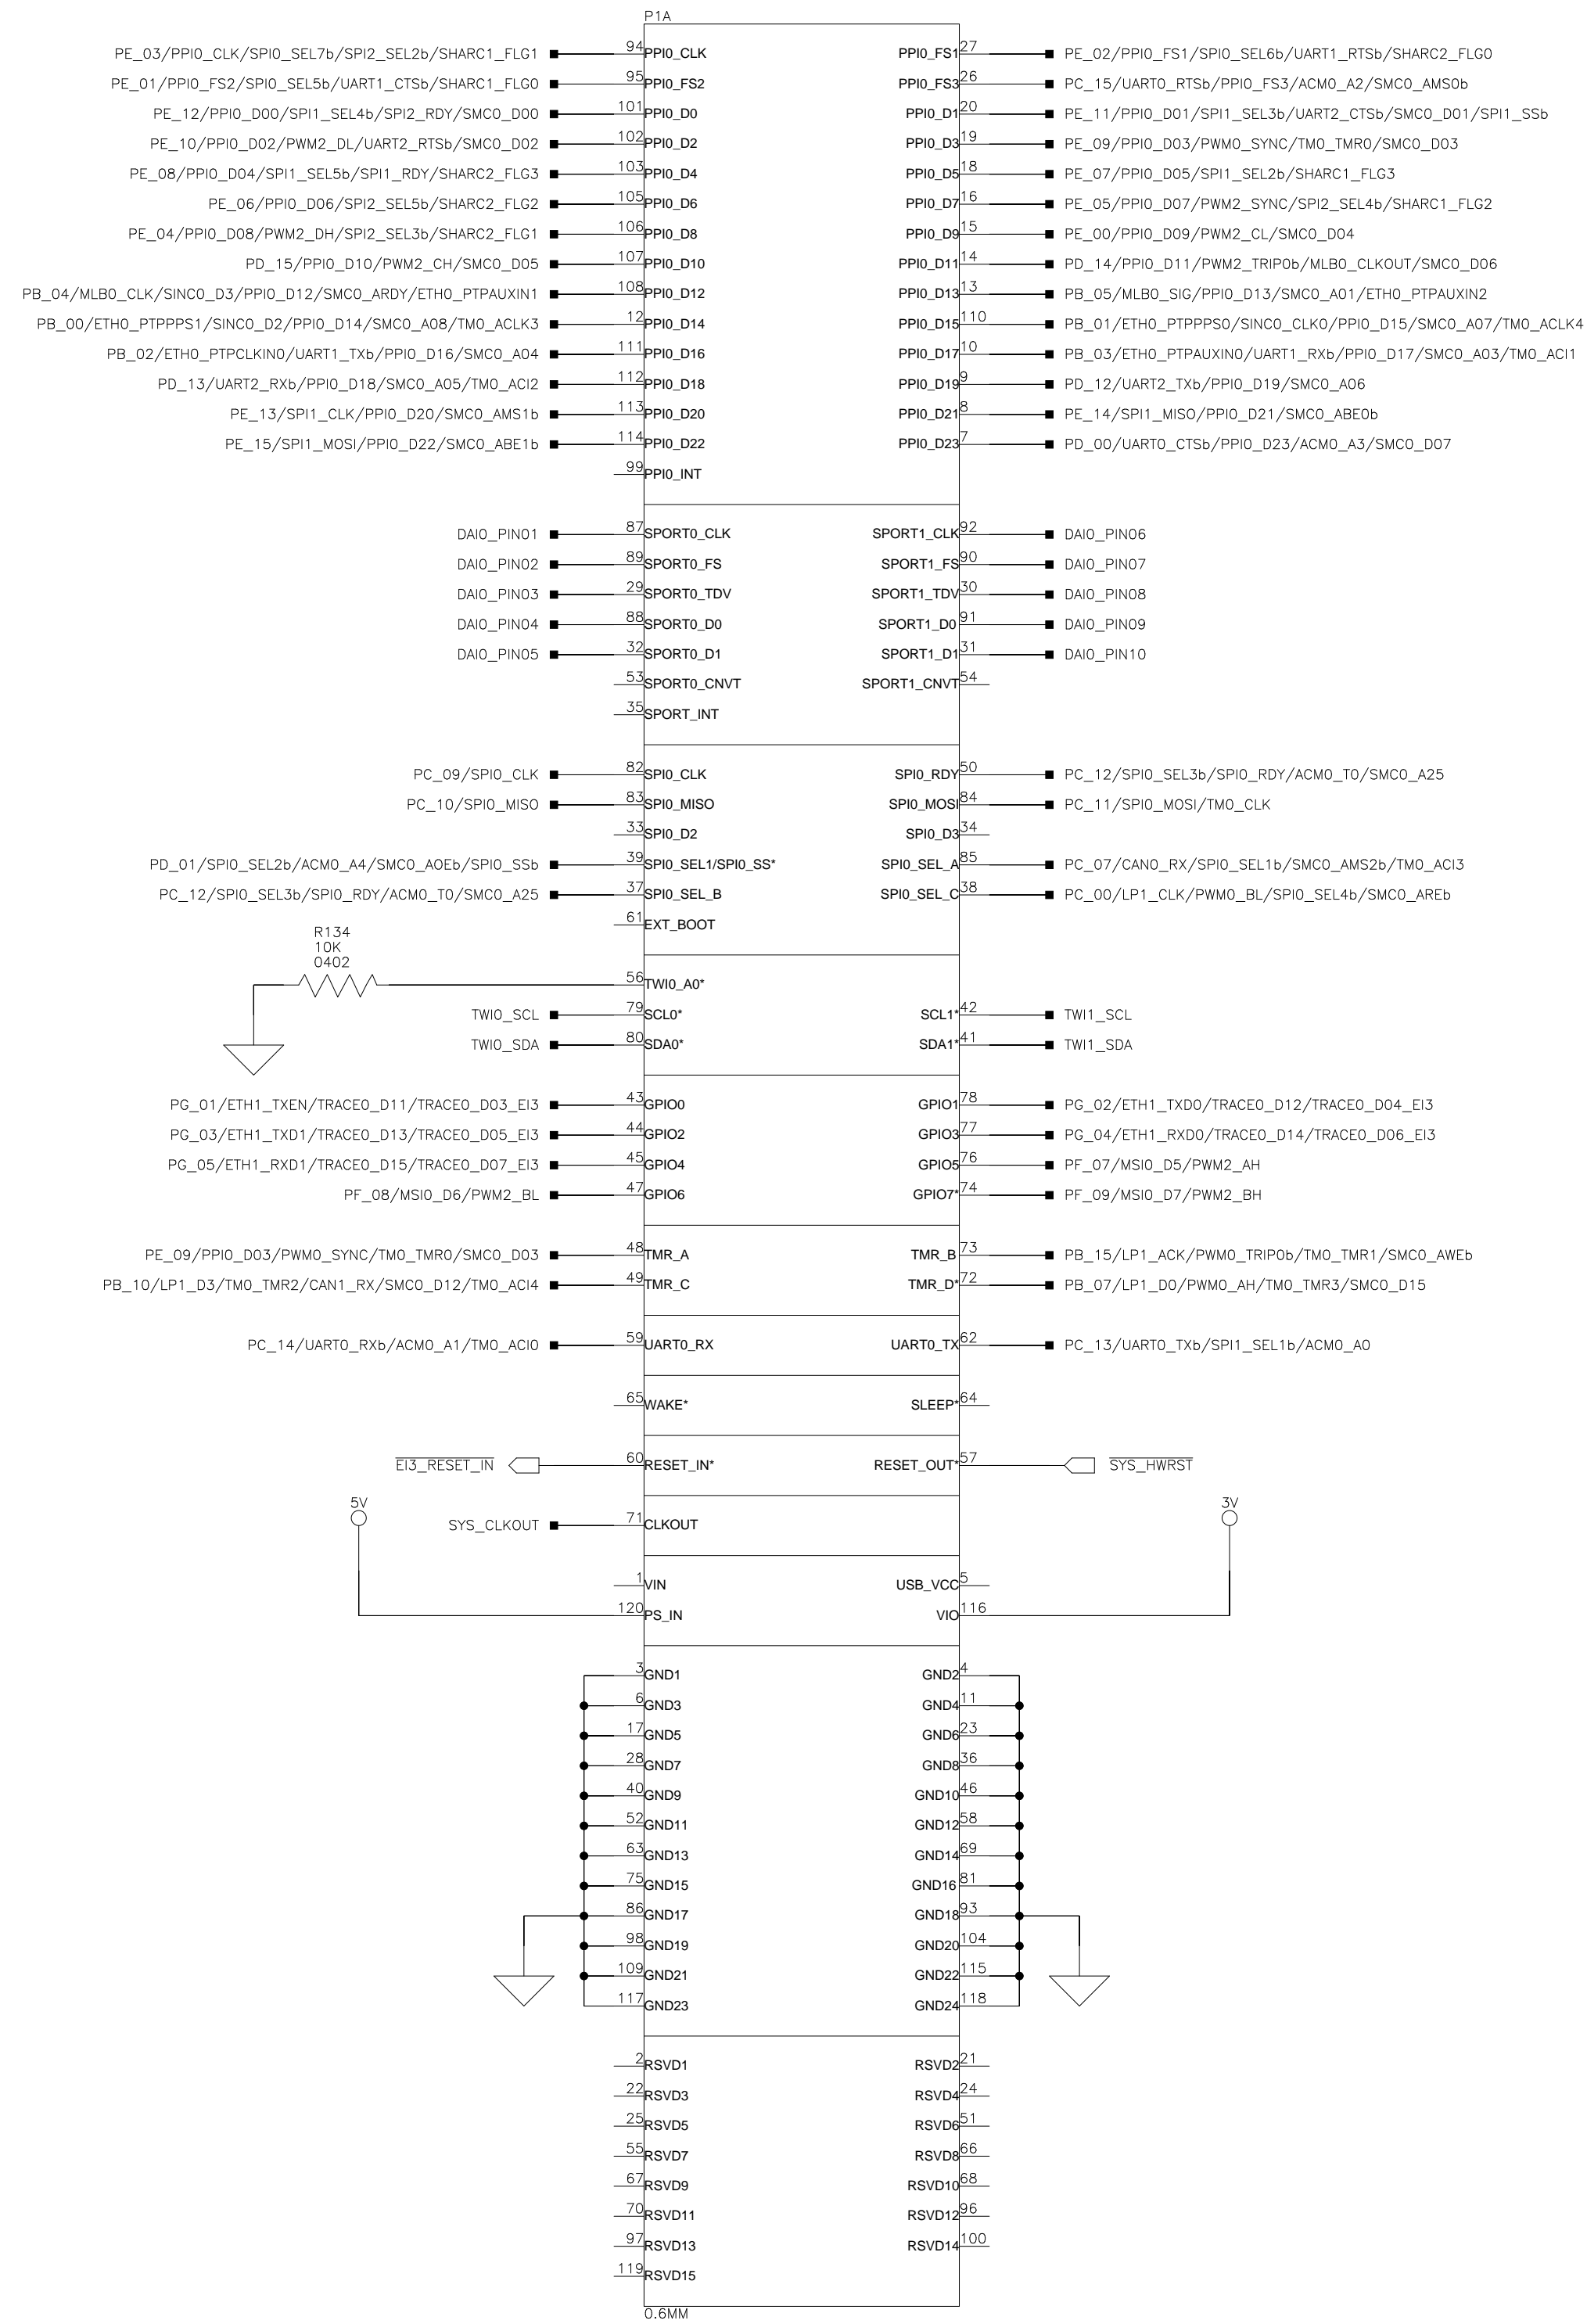 P1A
PE_03/PPI0_CLK/SPI0_SEL7b/SPI2_SEL2b/SHARC1_FLG1 94 PPI0_CLK PPI0_FS1 27 PE_02/PPI0_FS1/SPI0_SEL6b/UART1_RTSb/SHARC2_FLG0
PE_01/PPI0_FS2/SPI0_SEL5b/UART1_CTSb/SHARC1_FLG0 95 PPI0_FS2 PPI0_FS3 26 PC_15/UART0_RTSb/PPI0_FS3/ACM0_A2/SMC0_AMS0b
PE_12/PPI0_D00/SPI1_SEL4b/SPI2_RDY/SMC0_D00 101 PPI0_D0 PPI0_D1 20 PE_11/PPI0_D01/SPI1_SEL3b/UART2_CTSb/SMC0_D01/SPI1_SSb
PE_10/PPI0_D02/PWM2_DL/UART2_RTSb/SMC0_D02 102 PPI0_D2 PPI0_D3 19 PE_09/PPI0_D03/PWM0_SYNC/TM0_TMR0/SMC0_D03
PE_08/PPI0_D04/SPI1_SEL5b/SPI1_RDY/SHARC2_FLG3 103 PPI0_D4 PPI0_D5 18 PE_07/PPI0_D05/SPI1_SEL2b/SHARC1_FLG3
PE_06/PPI0_D06/SPI2_SEL5b/SHARC2_FLG2 105 PPI0_D6 PPI0_D7 16 PE_05/PPI0_D07/PWM2_SYNC/SPI2_SEL4b/SHARC1_FLG2
PE_04/PPI0_D08/PWM2_DH/SPI2_SEL3b/SHARC2_FLG1 106 PPI0_D8 PPI0_D9 15 PE_00/PPI0_D09/PWM2_CL/SMC0_D04
PD_15/PPI0_D10/PWM2_CH/SMC0_D05 107 PPI0_D10 PPI0_D11 14 PD_14/PPI0_D11/PWM2_TRIP0b/MLB0_CLKOUT/SMC0_D06
PB_04/MLB0_CLK/SINC0_D3/PPI0_D12/SMC0_ARDY/ETH0_PTPAUXIN1 108 PPI0_D12 PPI0_D13 13 PB_05/MLB0_SIG/PPI0_D13/SMC0_A01/ETH0_PTPAUXIN2
PB_00/ETH0_PTPPPS1/SINC0_D2/PPI0_D14/SMC0_A08/TM0_ACLK3 12 PPI0_D14 PPI0_D15 110 PB_01/ETH0_PTPPPS0/SINC0_CLK0/PPI0_D15/SMC0_A07/TM0_ACLK4
PB_02/ETH0_PTPCLKIN0/UART1_TXb/PPI0_D16/SMC0_A04 111 PPI0_D16 PPI0_D17 10 PB_03/ETH0_PTPAUXIN0/UART1_RXb/PPI0_D17/SMC0_A03/TM0_ACI1
PD_13/UART2_RXb/PPI0_D18/SMC0_A05/TM0_ACI2 112 PPI0_D18 PPI0_D19 9 PD_12/UART2_TXb/PPI0_D19/SMC0_A06
PE_13/SPI1_CLK/PPI0_D20/SMC0_AMS1b 113 PPI0_D20 PPI0_D21 8 PE_14/SPI1_MISO/PPI0_D21/SMC0_ABE0b
PE_15/SPI1_MOSI/PPI0_D22/SMC0_ABE1b 114 PPI0_D22 PPI0_D23 7 PD_00/UART0_CTSb/PPI0_D23/ACM0_A3/SMC0_D07
99 PPI0_INT
DAI0_PIN01 87 SPORT0_CLK SPORT1_CLK 92 DAI0_PIN06
DAI0_PIN02 89 SPORT0_FS SPORT1_FS 90 DAI0_PIN07
DAI0_PIN03 29 SPORT0_TDV SPORT1_TDV 30 DAI0_PIN08
DAI0_PIN04 88 SPORT0_D0 SPORT1_D0 91 DAI0_PIN09
DAI0_PIN05 32 SPORT0_D1 SPORT1_D1 31 DAI0_PIN10
53 SPORT0_CNVT SPORT1_CNVT 54
35 SPORT_INT
PC_09/SPI0_CLK 82 SPI0_CLK SPI0_RDY 50 PC_12/SPI0_SEL3b/SPI0_RDY/ACM0_T0/SMC0_A25
PC_10/SPI0_MISO 83 SPI0_MISO SPI0_MOSI 84 PC_11/SPI0_MOSI/TM0_CLK
33 SPI0_D2 SPI0_D3 34
PD_01/SPI0_SEL2b/ACM0_A4/SMC0_AOEb/SPI0_SSb 39 SPI0_SEL1/SPI0_SS* SPI0_SEL_A 85 PC_07/CAN0_RX/SPI0_SEL1b/SMC0_AMS2b/TM0_ACI3
PC_12/SPI0_SEL3b/SPI0_RDY/ACM0_T0/SMC0_A25 37 SPI0_SEL_B SPI0_SEL_C 38 PC_00/LP1_CLK/PWM0_BL/SPI0_SEL4b/SMC0_AREb
61 EXT_BOOT
R134
10K
0402
56 TWI0_A0*
TWI0_SCL 79 SCL0* SCL1* 42 TWI1_SCL
TWI0_SDA 80 SDA0* SDA1* 41 TWI1_SDA
PG_01/ETH1_TXEN/TRACE0_D11/TRACE0_D03_EI3 43 GPIO0 GPIO1 78 PG_02/ETH1_TXD0/TRACE0_D12/TRACE0_D04_EI3
PG_03/ETH1_TXD1/TRACE0_D13/TRACE0_D05_EI3 44 GPIO2 GPIO3 77 PG_04/ETH1_RXD0/TRACE0_D14/TRACE0_D06_EI3
PG_05/ETH1_RXD1/TRACE0_D15/TRACE0_D07_EI3 45 GPIO4 GPIO5 76 PF_07/MSI0_D5/PWM2_AH
PF_08/MSI0_D6/PWM2_BL 47 GPIO6 GPIO7* 74 PF_09/MSI0_D7/PWM2_BH
PE_09/PPI0_D03/PWM0_SYNC/TM0_TMR0/SMC0_D03 48 TMR_A TMR_B 73 PB_15/LP1_ACK/PWM0_TRIP0b/TM0_TMR1/SMC0_AWEb
PB_10/LP1_D3/TM0_TMR2/CAN1_RX/SMC0_D12/TM0_ACI4 49 TMR_C TMR_D* 72 PB_07/LP1_D0/PWM0_AH/TM0_TMR3/SMC0_D15
PC_14/UART0_RXb/ACM0_A1/TM0_ACI0 59 UART0_RX UART0_TX 62 PC_13/UART0_TXb/SPI1_SEL1b/ACM0_A0
65 WAKE* SLEEP* 64
EI3_RESET_IN 60 RESET_IN* RESET_OUT* 57 SYS_HWRST
5V 3V
SYS_CLKOUT 71 CLKOUT
1 VIN USB_VCC 5
120 PS_IN VIO 116
3 GND1 GND2 4
6 GND3 GND4 11
17 GND5 GND6 23
28 GND7 GND8 36
40 GND9 GND10 46
52 GND11 GND12 58
63 GND13 GND14 69
75 GND15 GND16 81
86 GND17 GND18 93
98 GND19 GND20 104
109 GND21 GND22 115
117 GND23 GND24 118
2 RSVD1 RSVD2 21
22 RSVD3 RSVD4 24
25 RSVD5 RSVD6 51
55 RSVD7 RSVD8 66
67 RSVD9 RSVD10 68
70 RSVD11 RSVD12 96
97 RSVD13 RSVD14 100
119 RSVD15
0.6MM